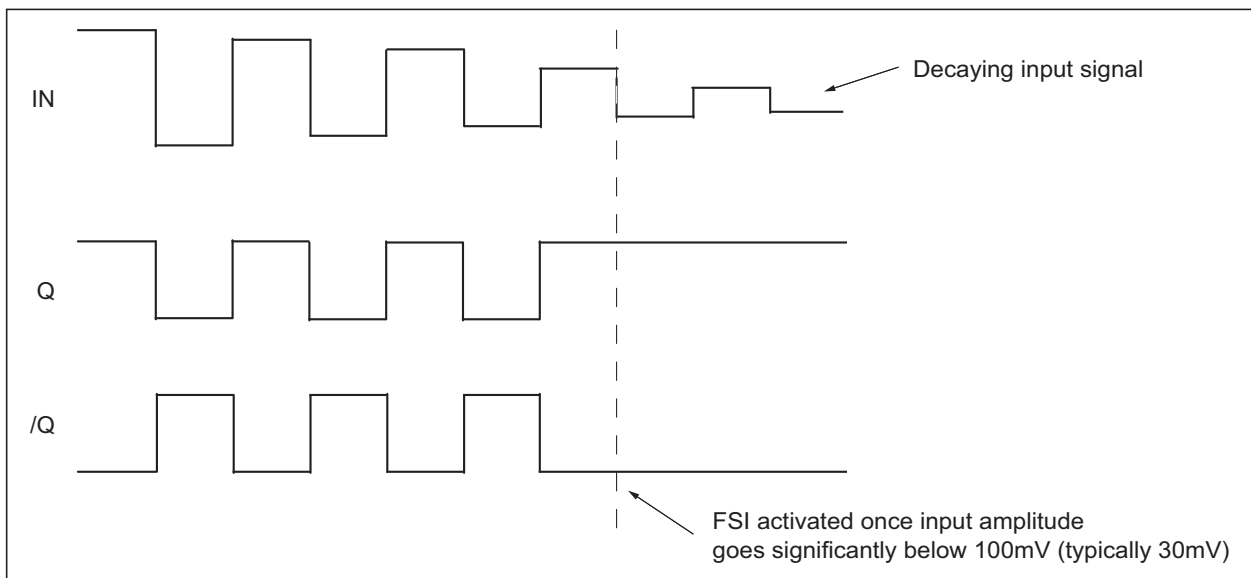 IN
Decaying input signal
Q
/Q
FSI activated once input amplitude
goes significantly below 100mV (typically 30mV)